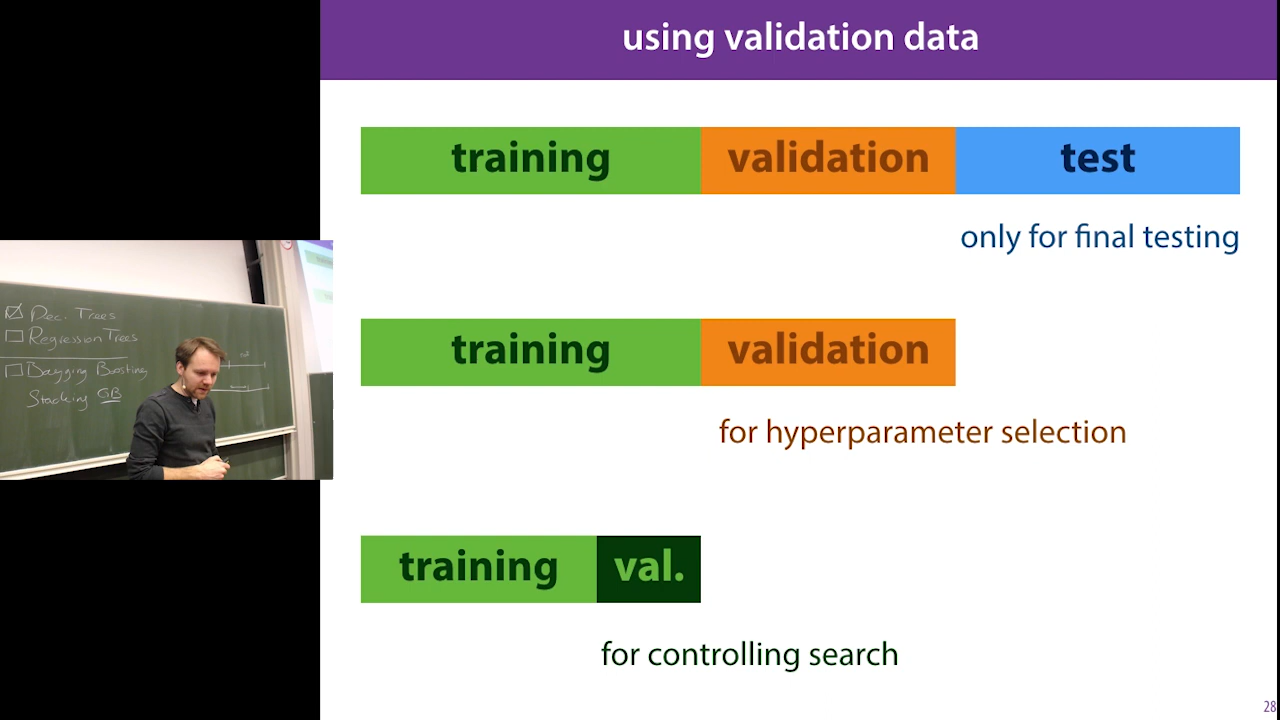 using validation data
training validation test
only for final testing
training validation
for hyperparameter selection
training val.
for controlling search
28
Dec. Trees
Regression Trees
Bagging Boosting
Stacking GB